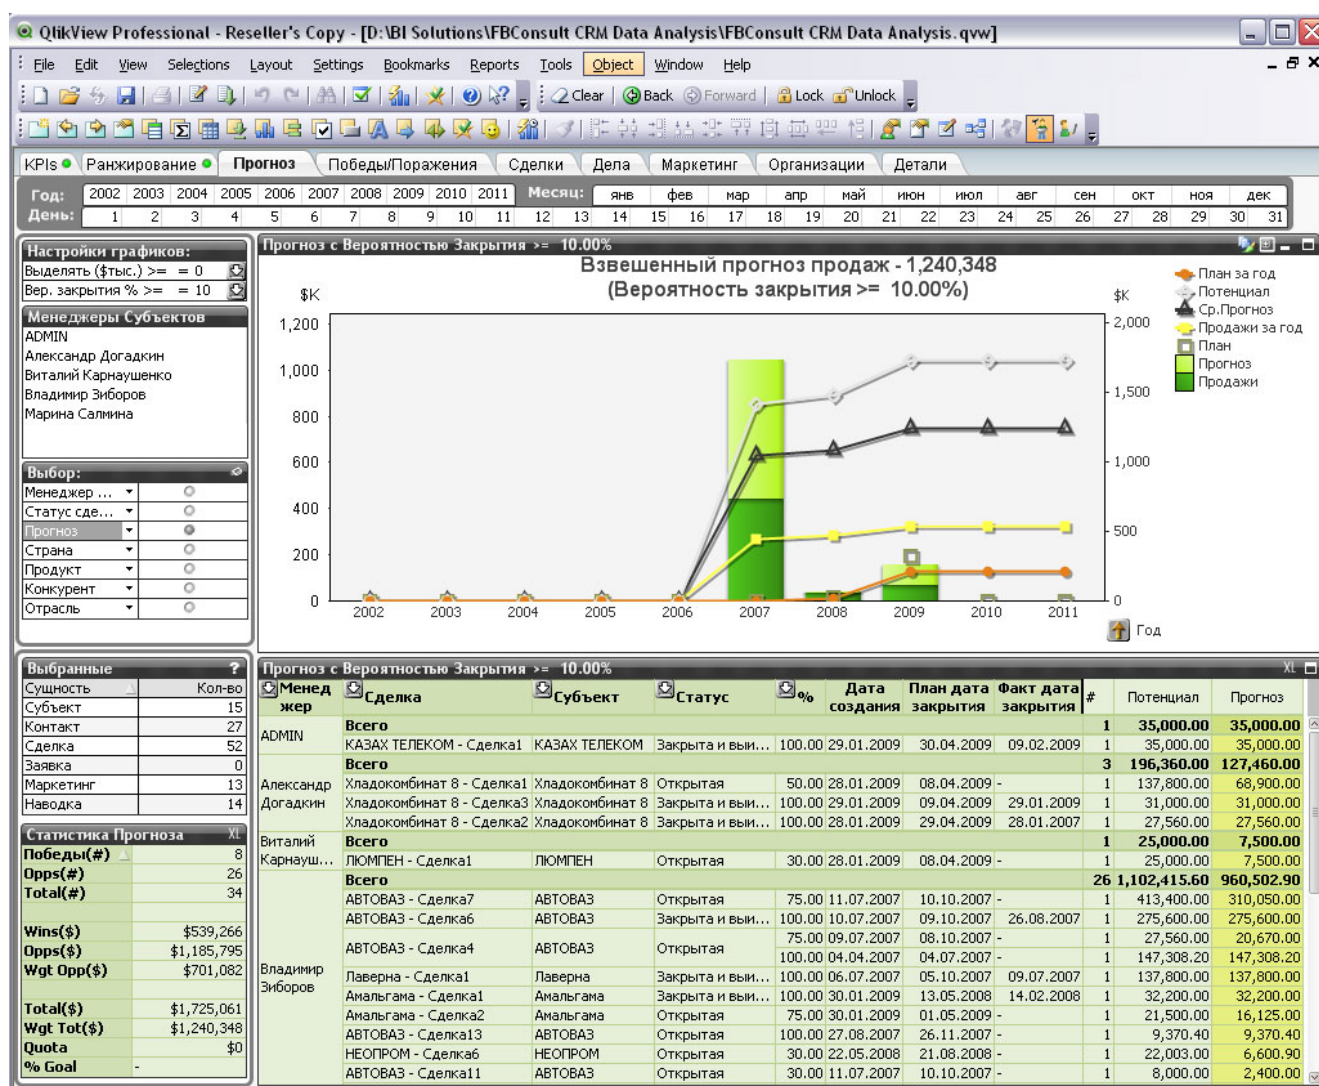 QlikView Professional - Reseller's Copy - [D:\BI Solutions\FBConsult CRM Data Analysis\FBConsult CRM Data Analysis.qvw]
File Edit View Selections Layout Settings Bookmarks Reports Tools Object Window Help
Clear Back Forward Lock Unlock
KPIs Ранжирование Прогноз Победы/Поражения Сделки Дела Маркетинг Организации Детали
Год: 2002 2003 2004 2005 2006 2007 2008 2009 2010 2011 Месяц: янв фев мар апр май июн июл авг сен окт ноя дек
День: 1 2 3 4 5 6 7 8 9 10 11 12 13 14 15 16 17 18 19 20 21 22 23 24 25 26 27 28 29 30 31
Настройки графиков:
Выделять ($тыс.) >= = 0
Вер. закрытия % >= = 10
Менеджеры Субъектов
ADMIN
Александр Догадкин
Виталий Карнаушенко
Владимир Зиборов
Марина Салмина
Выбор:
Менеджер ...
Статус сде...
Прогноз
Страна
Продукт
Конкурент
Отрасль
Прогноз с Вероятностью Закрытия >= 10.00%
Взвешенный прогноз продаж - 1,240,348
(Вероятность закрытия >= 10.00%)
$K
1,200
1,000
800
600
400
200
0
$K
2,000
1,500
1,000
500
0
2002 2003 2004 2005 2006 2007 2008 2009 2010 2011
Год
План за год
Потенциал
Ср.Прогноз
Продажи за год
План
Прогноз
Продажи
Выбранные ?
Сущность Кол-во
Субъект 15
Контакт 27
Сделка 52
Заявка 0
Маркетинг 13
Наводка 14
Статистика Прогноза XL
Победы(#) 8
Opps(#) 26
Total(#) 34
Wins($) $539,266
Opps($) $1,185,795
Wgt Opp($) $701,082
Total($) $1,725,061
Wgt Tot($) $1,240,348
Quota $0
% Goal -
Прогноз с Вероятностью Закрытия >= 10.00% XL
Менеджер Сделка Субъект Статус % Дата создания План дата закрытия Факт дата закрытия # Потенциал Прогноз
ADMIN
Всего 1 35,000.00 35,000.00
КАЗАХ ТЕЛЕКОМ - Сделка1 КАЗАХ ТЕЛЕКОМ Закрыта и выи... 100.00 29.01.2009 30.04.2009 09.02.2009 1 35,000.00 35,000.00
Александр Догадкин
Всего 3 196,360.00 127,460.00
Хладокомбинат 8 - Сделка1 Хладокомбинат 8 Открытая 50.00 28.01.2009 08.04.2009 - 1 137,800.00 68,900.00
Хладокомбинат 8 - Сделка3 Хладокомбинат 8 Закрыта и выи... 100.00 29.01.2009 09.04.2009 29.01.2009 1 31,000.00 31,000.00
Хладокомбинат 8 - Сделка2 Хладокомбинат 8 Закрыта и выи... 100.00 28.01.2009 29.04.2009 28.01.2007 1 27,560.00 27,560.00
Виталий Карнауш...
Всего 1 25,000.00 7,500.00
ЛЮМПЕН - Сделка1 ЛЮМПЕН Открытая 30.00 28.01.2009 08.04.2009 - 1 25,000.00 7,500.00
Владимир Зиборов
Всего 26 1,102,415.60 960,502.90
АВТОВАЗ - Сделка7 АВТОВАЗ Открытая 75.00 11.07.2007 10.10.2007 - 1 413,400.00 310,050.00
АВТОВАЗ - Сделка6 АВТОВАЗ Закрыта и выи... 100.00 10.07.2007 09.10.2007 26.08.2007 1 275,600.00 275,600.00
АВТОВАЗ - Сделка4 АВТОВАЗ Открытая 75.00 09.07.2007 08.10.2007 - 1 27,560.00 20,670.00
100.00 04.04.2007 04.07.2007 - 1 147,308.20 147,308.20
Лаверна - Сделка1 Лаверна Закрыта и выи... 100.00 06.07.2007 05.10.2007 09.07.2007 1 137,800.00 137,800.00
Амальгама - Сделка1 Амальгама Закрыта и выи... 100.00 30.01.2009 13.05.2008 14.02.2008 1 32,200.00 32,200.00
Амальгама - Сделка2 Амальгама Открытая 75.00 30.01.2009 01.05.2009 - 1 21,500.00 16,125.00
АВТОВАЗ - Сделка13 АВТОВАЗ Открытая 100.00 27.08.2007 26.11.2007 - 1 9,370.40 9,370.40
НЕОПРОМ - Сделка6 НЕОПРОМ Открытая 30.00 22.05.2008 21.08.2008 - 1 22,003.00 6,600.90
АВТОВАЗ - Сделка11 АВТОВАЗ Открытая 30.00 11.07.2007 10.10.2007 - 1 8,000.00 2,400.00